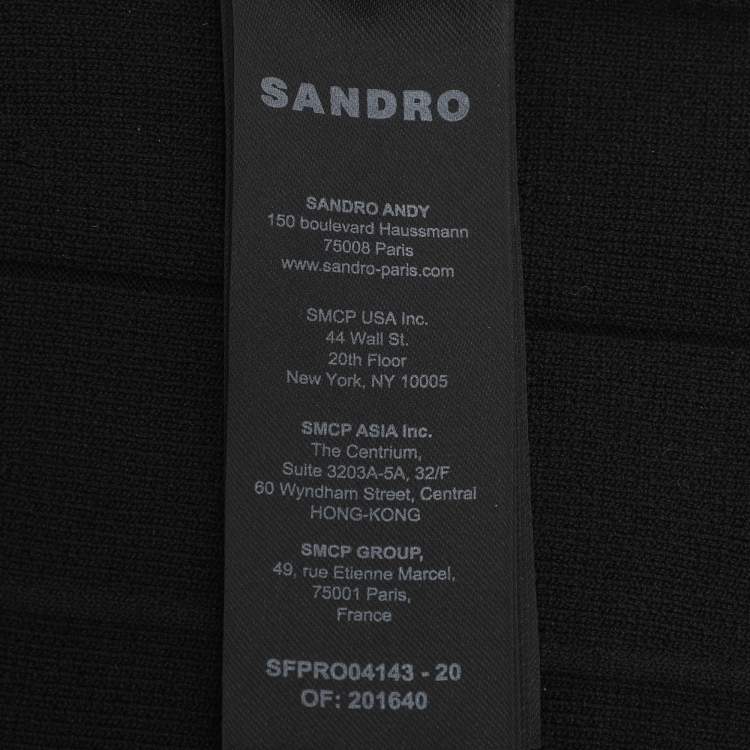 SANDRO
SANDRO ANDY
150 boulevard Haussmann
75008 Paris
www.sandro-paris.com
SMCP USA Inc.
44 Wall St.
20th Floor
New York, NY 10005
SMCP ASIA Inc.
The Centrium,
Suite 3203A-5A, 32/F
60 Wyndham Street, Central
HONG-KONG
SMCP GROUP,
49, rue Etienne Marcel,
75001 Paris,
France
SFPRO04143 - 20
OF: 201640